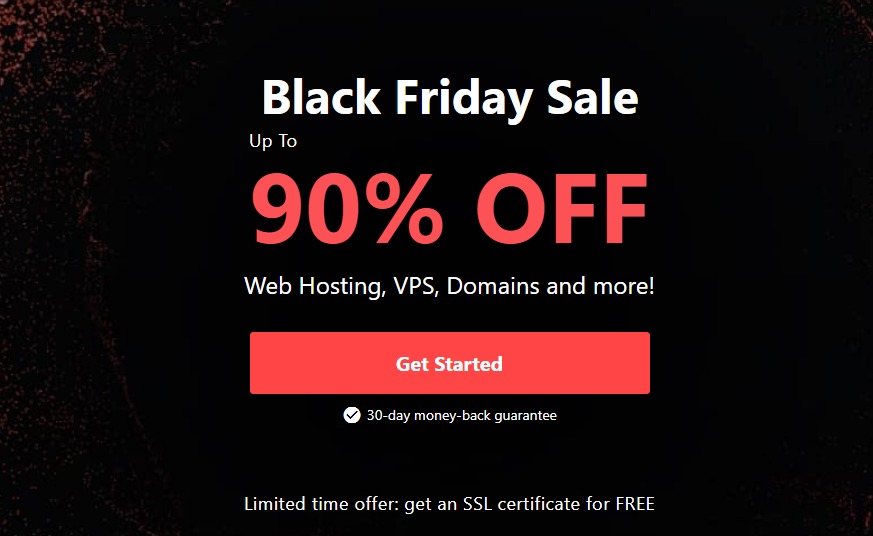 Black Friday Sale
Up To
90% OFF
Web Hosting, VPS, Domains and more!
Get Started
30-day money-back guarantee
Limited time offer: get an SSL certificate for FREE